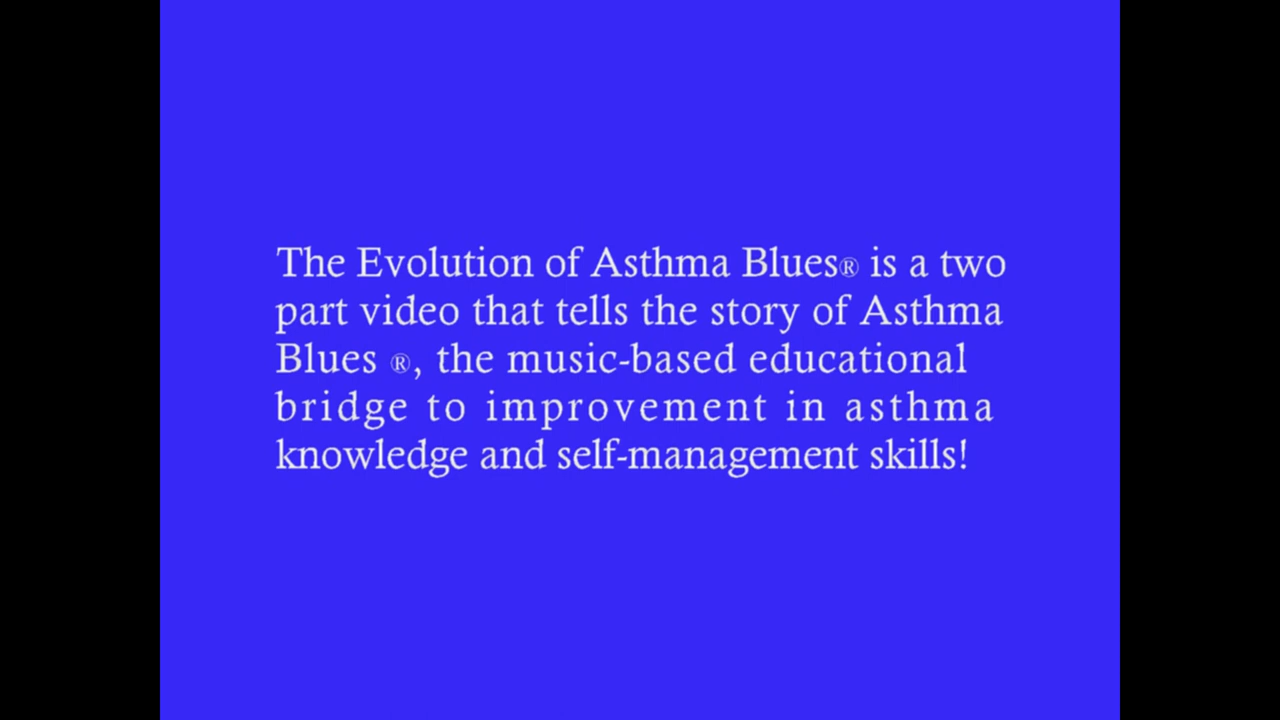 The Evolution of Asthma Blues® is a two
part video that tells the story of Asthma
Blues ®, the music-based educational
bridge to improvement in asthma
knowledge and self-management skills!